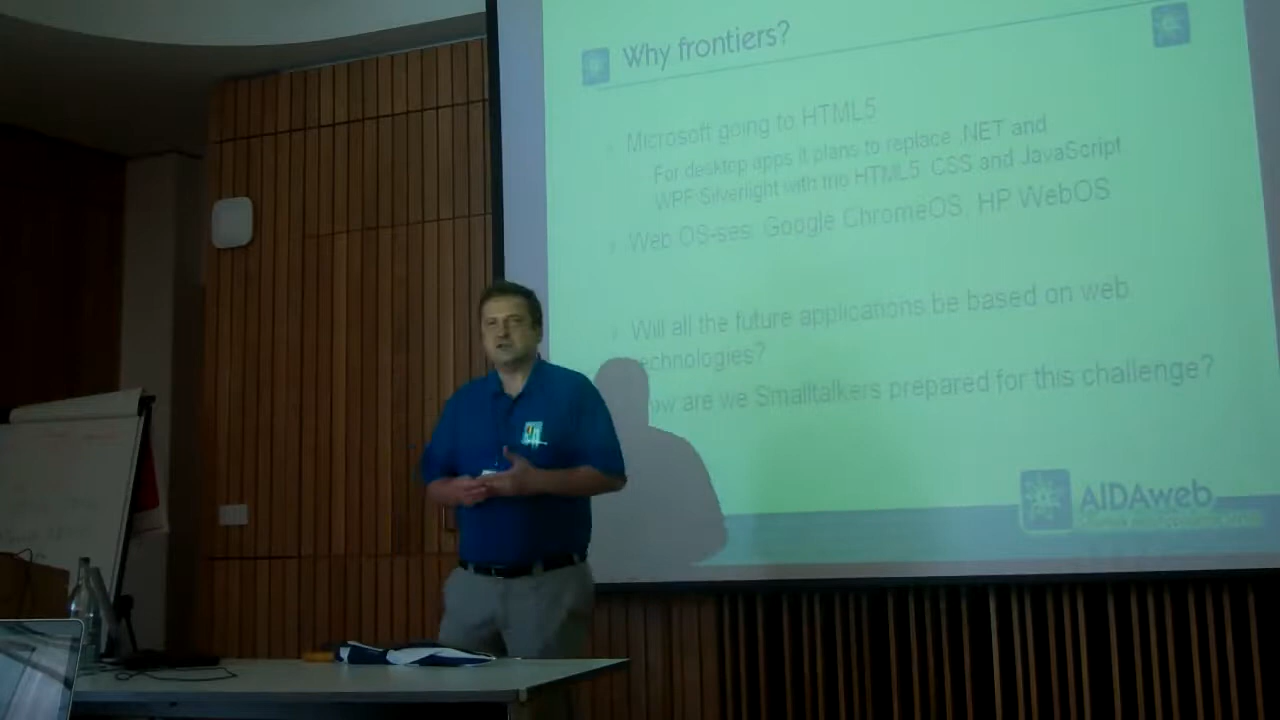 Why frontiers?
Microsoft going to HTML5
For desktop apps it plans to replace .NET and
WPF/Silverlight with the HTML5, CSS and JavaScript
Web OS-ses: Google ChromeOS, HP WebOS
Will all the future applications be based on web
technologies?
ow are we Smalltalkers prepared for this challenge?
AIDAweb